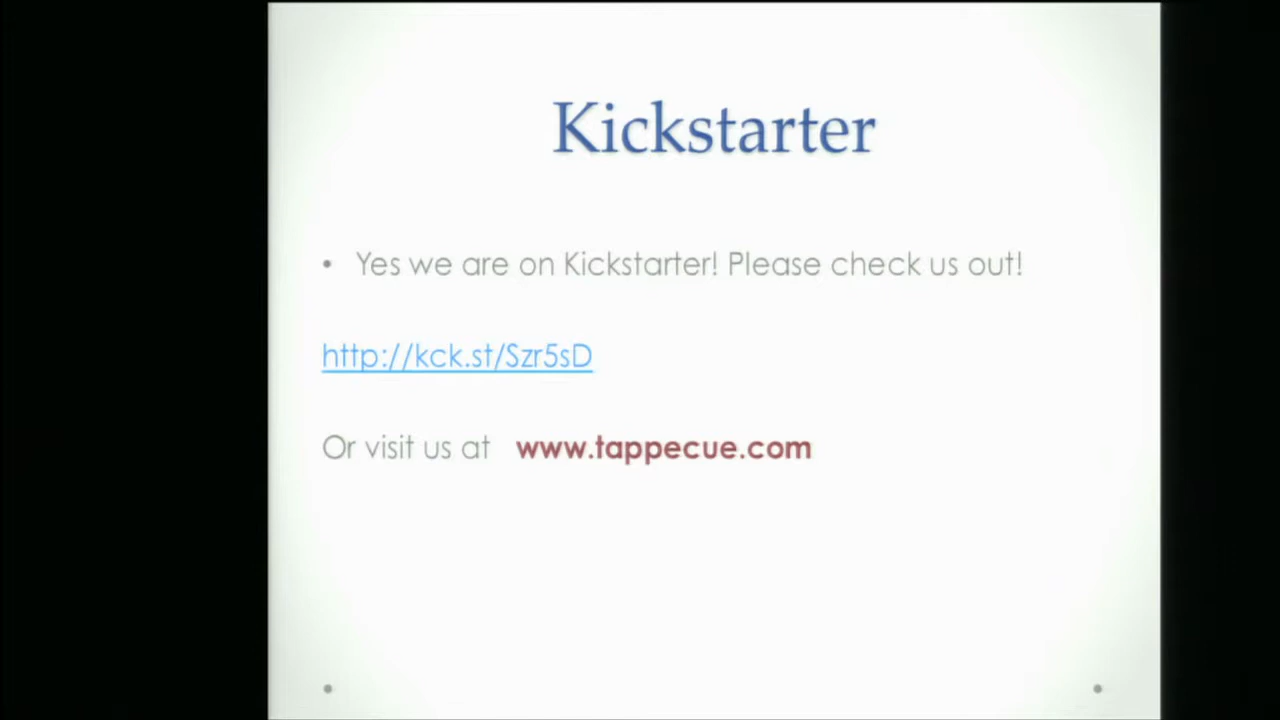 Kickstarter
• Yes we are on Kickstarter! Please check us out!
http://kck.st/Szr5sD
Or visit us at www.tappecue.com